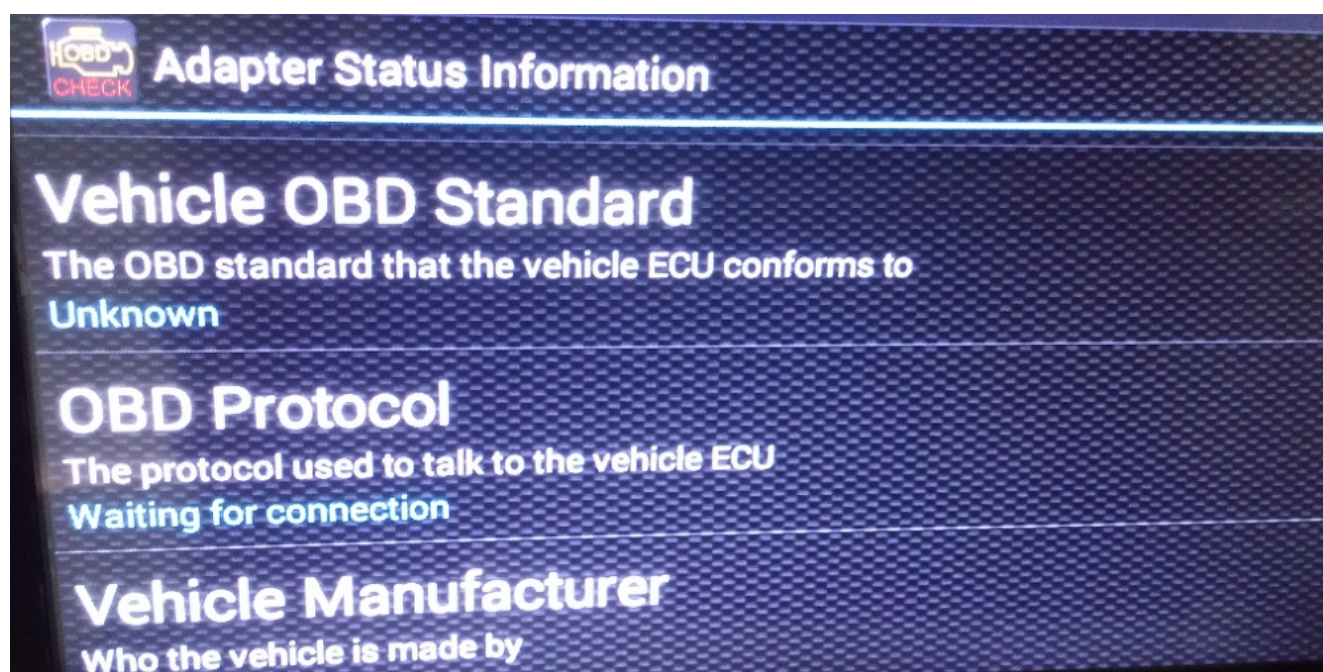 OBD
CHECK
Adapter Status Information
Vehicle OBD Standard
The OBD standard that the vehicle ECU conforms to
Unknown
OBD Protocol
The protocol used to talk to the vehicle ECU
Waiting for connection
Vehicle Manufacturer
Who the vehicle is made by